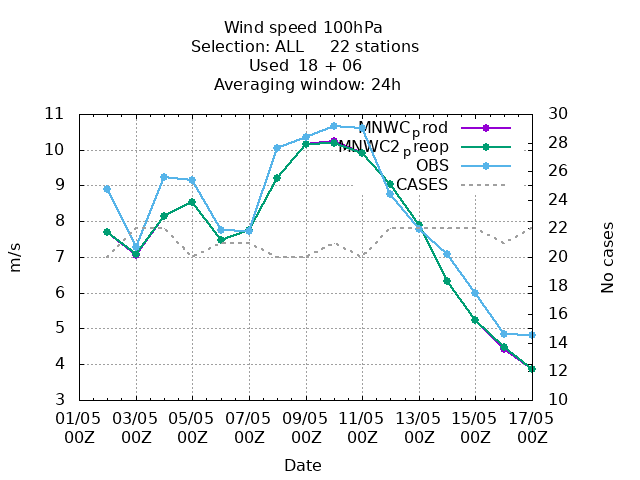 Wind speed 100hPa
Selection: ALL 22 stations
Used 18 + 06
Averaging window: 24h
11 30
MNWCprod
10 28
MNWC2preop
OBS
26
9 CASES
24
8 22
7 20
m/s
No cases
6 18
16
5
14
4 12
3 10
01/05 03/05 05/05 07/05 09/05 11/05 13/05 15/05 17/05
00Z 00Z 00Z 00Z 00Z 00Z 00Z 00Z 00Z
Date